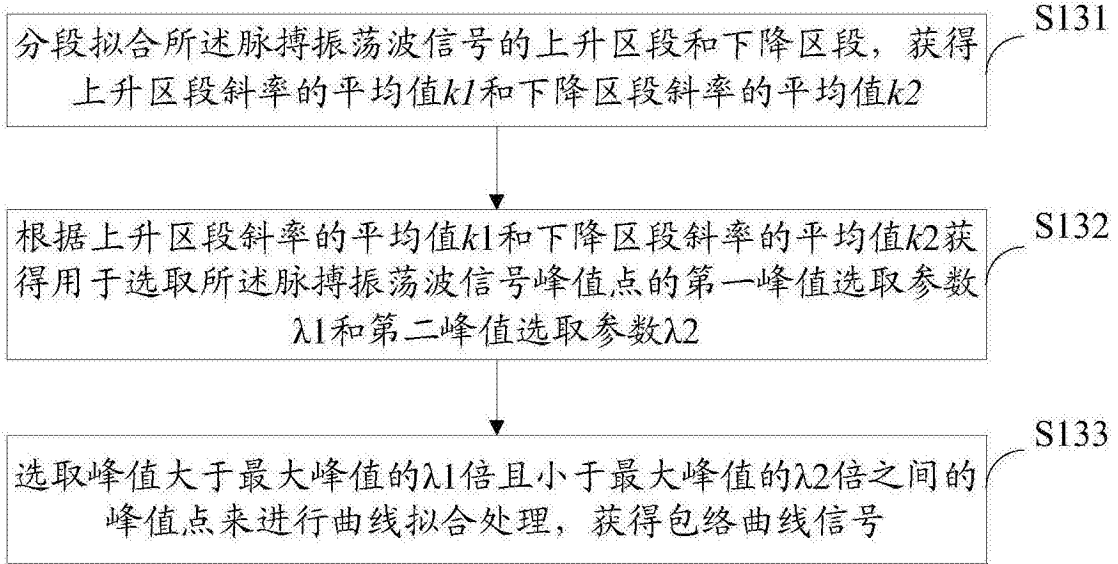 S131
分段拟合所述脉搏振荡波信号的上升区段和下降区段，获得
上升区段斜率的平均值k1和下降区段斜率的平均值k2
S132
根据上升区段斜率的平均值k1和下降区段斜率的平均值k2获
得用于选取所述脉搏振荡波信号峰值点的第一峰值选取参数
λ1和第二峰值选取参数λ2
S133
选取峰值大于最大峰值的λ1倍且小于最大峰值的λ2倍之间的
峰值点来进行曲线拟合处理，获得包络曲线信号